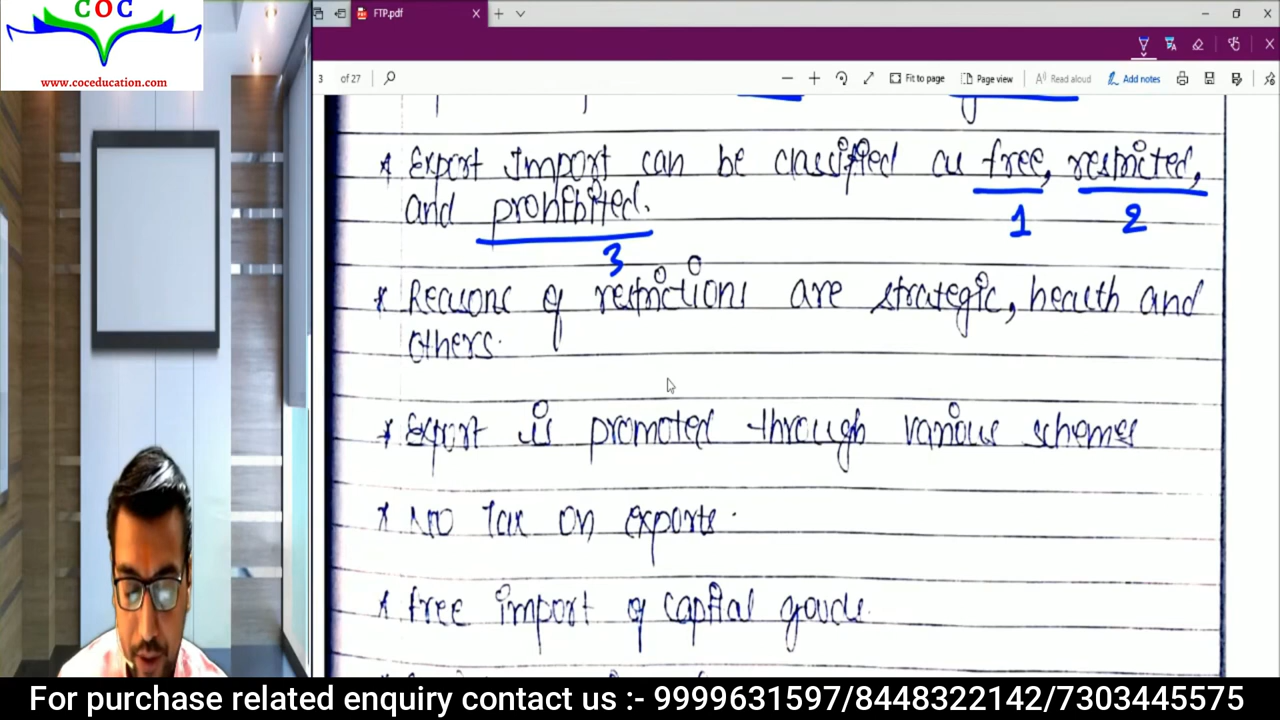 COC
www.coceducation.com
FTP.pdf
3 of 27
Fit to page
Page view
Read aloud
Add notes
* Export Import can be classified as free, restricted,
and prohibited.
1 2
3
* Reasons of restrictions are strategic, health and
others.
* Export is promoted through various schemes
* No Tax on exports.
* free import of capital goods.
For purchase related enquiry contact us :- 9999631597/8448322142/7303445575